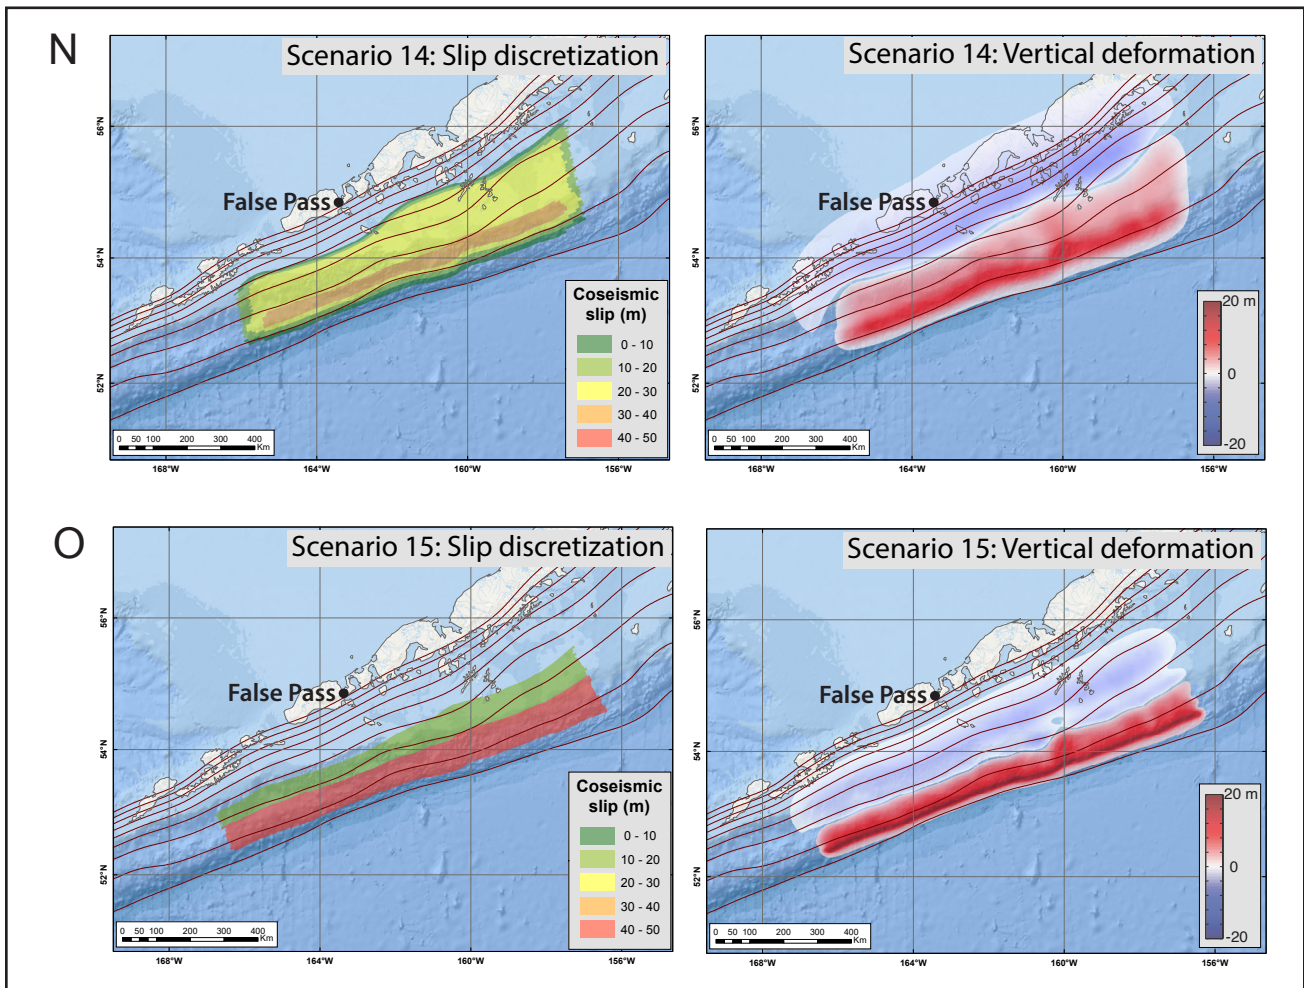 N
Scenario 14: Slip discretization
56°N
54°N
52°N
False Pass
Coseismic
slip (m)
0 - 10
10 - 20
20 - 30
30 - 40
40 - 50
0 50 100 200 300 400
Km
168°W 164°W 160°W 156°W
Scenario 14: Vertical deformation
56°N
54°N
52°N
False Pass
20 m
0
-20
0 50 100 200 300 400
Km
168°W 164°W 160°W 156°W
O
Scenario 15: Slip discretization
56°N
54°N
52°N
False Pass
Coseismic
slip (m)
0 - 10
10 - 20
20 - 30
30 - 40
40 - 50
0 50 100 200 300 400
Km
168°W 164°W 160°W 156°W
Scenario 15: Vertical deformation
56°N
54°N
52°N
False Pass
20 m
0
-20
0 50 100 200 300 400
Km
168°W 164°W 160°W 156°W